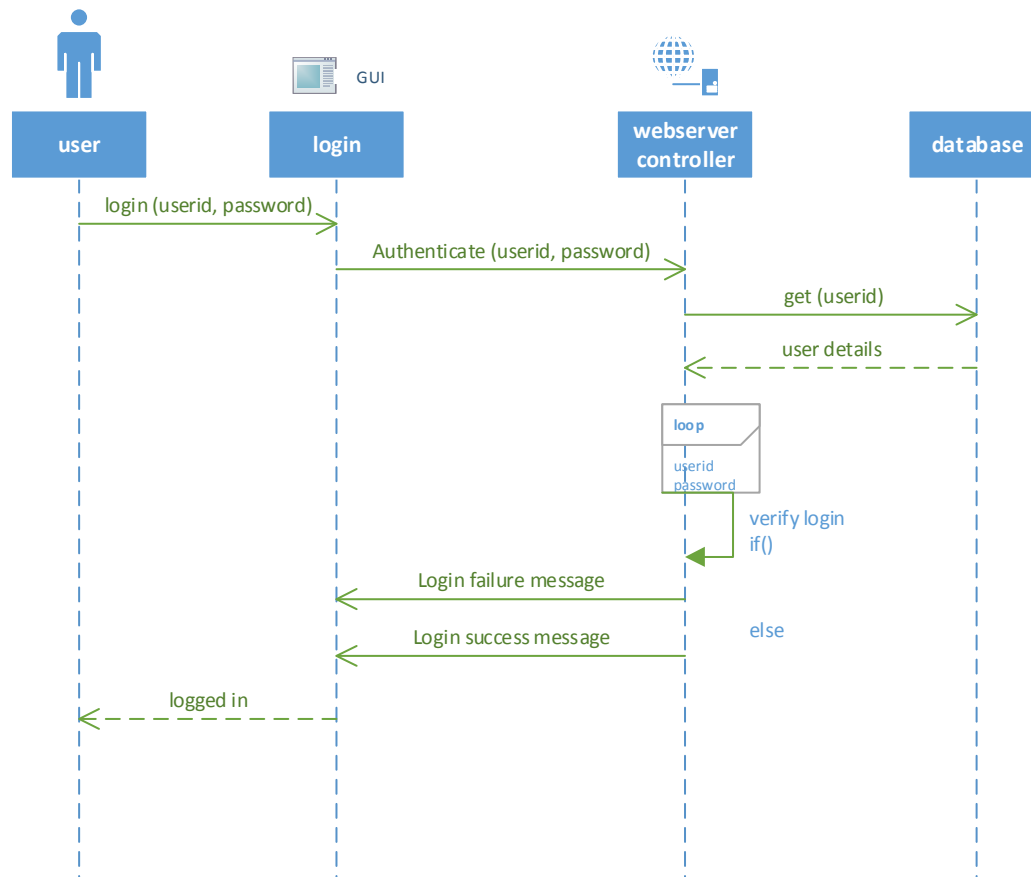 GUI
user
login
webserver
controller
database
login (userid, password)
Authenticate (userid, password)
get (userid)
user details
loop
userid
password
verify login
if()
Login failure message
else
Login success message
logged in